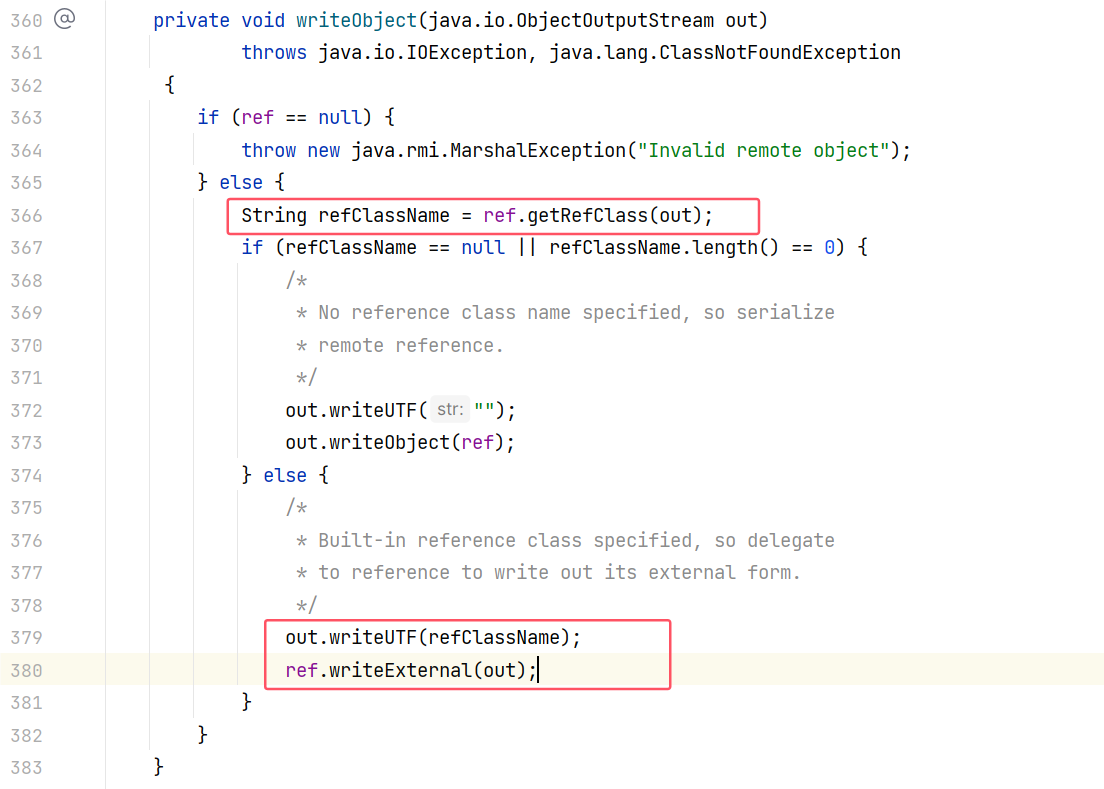 360 @ private void writeObject(java.io.ObjectOutputStream out)
361 throws java.io.IOException, java.lang.ClassNotFoundException
362 {
363 if (ref == null) {
364 throw new java.rmi.MarshalException("Invalid remote object");
365 } else {
366 String refClassName = ref.getRefClass(out);
367 if (refClassName == null || refClassName.length() == 0) {
368 /*
369 * No reference class name specified, so serialize
370 * remote reference.
371 */
372 out.writeUTF( str: "");
373 out.writeObject(ref);
374 } else {
375 /*
376 * Built-in reference class specified, so delegate
377 * to reference to write out its external form.
378 */
379 out.writeUTF(refClassName);
380 ref.writeExternal(out);
381 }
382 }
383 }